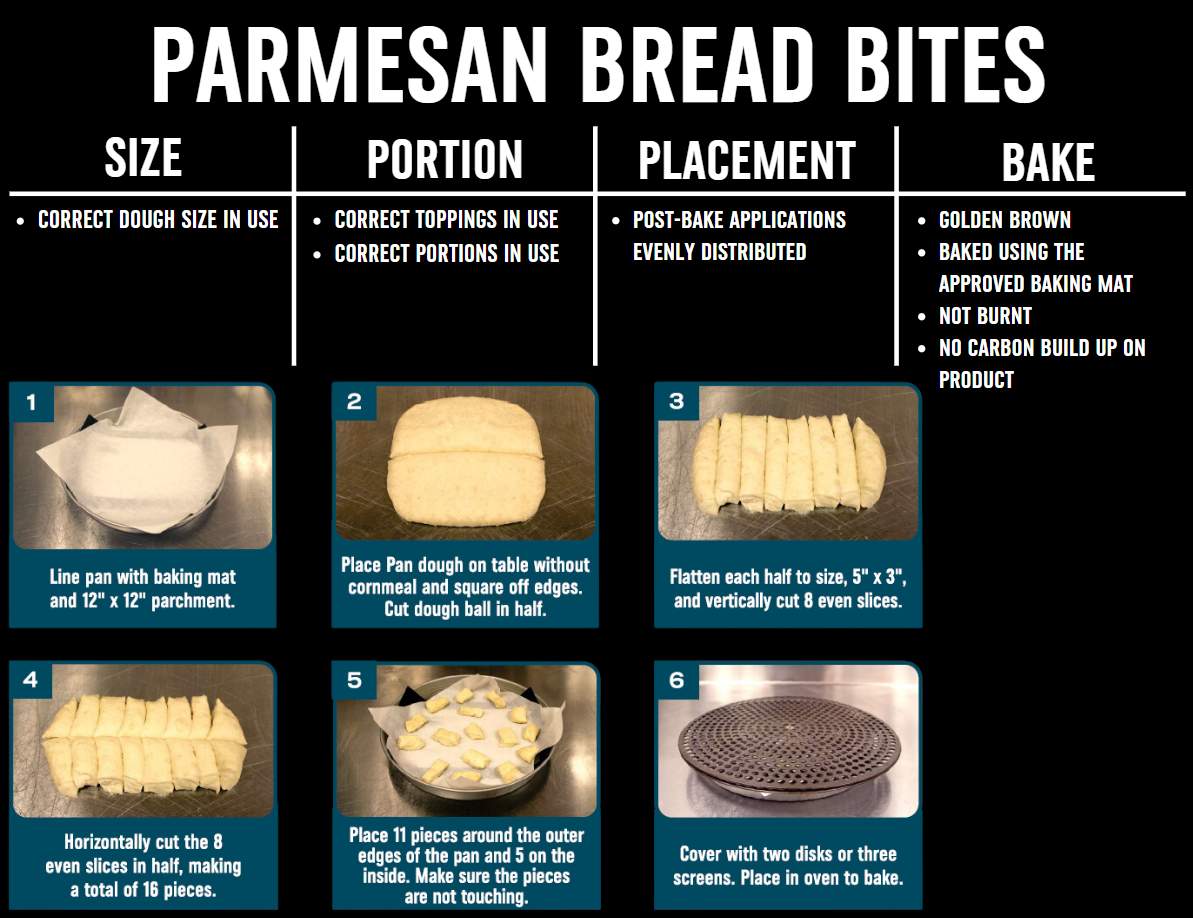 PARMESAN BREAD BITES
SIZE
• CORRECT DOUGH SIZE IN USE
PORTION
• CORRECT TOPPINGS IN USE
• CORRECT PORTIONS IN USE
PLACEMENT
• POST-BAKE APPLICATIONS
EVENLY DISTRIBUTED
BAKE
• GOLDEN BROWN
• BAKED USING THE
APPROVED BAKING MAT
• NOT BURNT
• NO CARBON BUILD UP ON
PRODUCT
1
Line pan with baking mat
and 12" x 12" parchment.
2
Place Pan dough on table without
cornmeal and square off edges.
Cut dough ball in half.
3
Flatten each half to size, 5" x 3",
and vertically cut 8 even slices.
4
Horizontally cut the 8
even slices in half, making
a total of 16 pieces.
5
Place 11 pieces around the outer
edges of the pan and 5 on the
inside. Make sure the pieces
are not touching.
6
Cover with two disks or three
screens. Place in oven to bake.